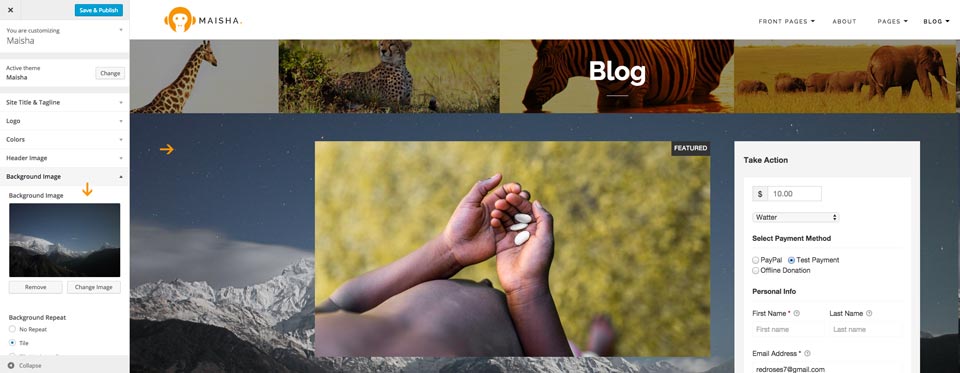 Save & Publish
You are customizing
Maisha
Active theme
Maisha
Change
Site Title & Tagline
Logo
Colors
Header Image
Background Image
Background Image
Remove
Change Image
Background Repeat
No Repeat
Tile
Collapse
MAISHA.
FRONT PAGES
ABOUT
PAGES
BLOG
Blog
FEATURED
Take Action
$ 10.00
Watter
Select Payment Method
PayPal
Test Payment
Offline Donation
Personal Info
First Name *
Last Name
First name
Last name
Email Address *
redroses7@gmail.com